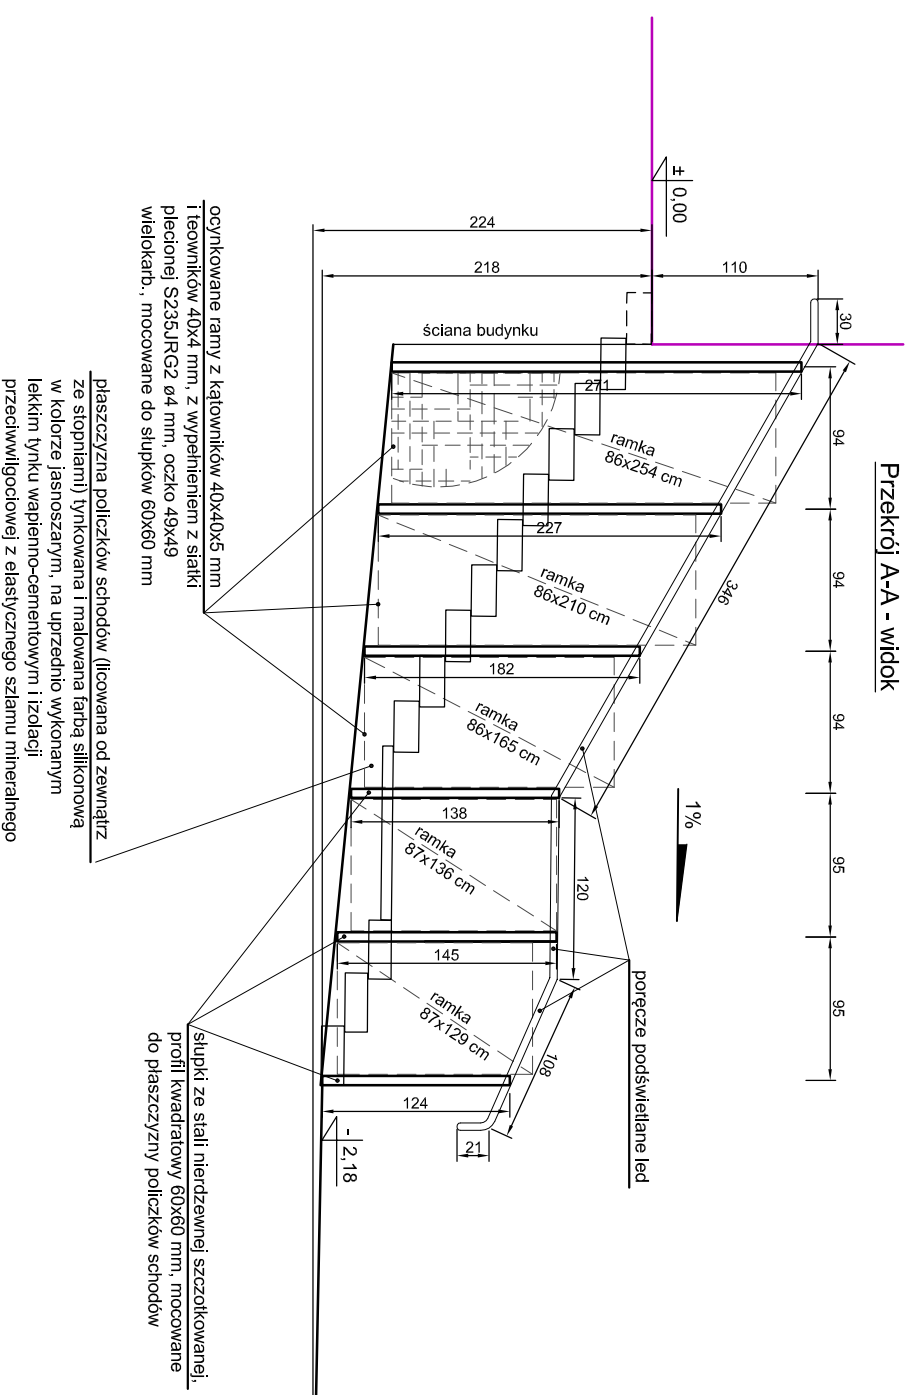 Przekrój A-A - widok
± 0,00
224
218
110
30
ściana budynku
271
227
182
138
145
124
ramka
86x254 cm
ramka
86x210 cm
ramka
86x165 cm
ramka
87x136 cm
ramka
87x129 cm
94
94
94
95
95
346
120
108
21
1%
- 2,18
poręcze podświetlane led
ocynkowane ramy z kątowników 40x40x5 mm
i teowników 40x4 mm, z wypełnieniem z siatki
plecionej S235JRG2 ø4 mm, oczko 49x49
wielokarb., mocowane do słupków 60x60 mm
płaszczyzna policzków schodów (licowana od zewnątrz
ze stopniami) tynkowana i malowana farbą silikonową
w kolorze jasnoszarym, na uprzednio wykonanym
lekkim tynku wapienno-cementowym i izolacji
przeciwwilgociowej z elastycznego szlamu mineralnego
słupki ze stali nierdzewnej szczotkowanej,
profil kwadratowy 60x60 mm, mocowane
do płaszczyzny policzków schodów